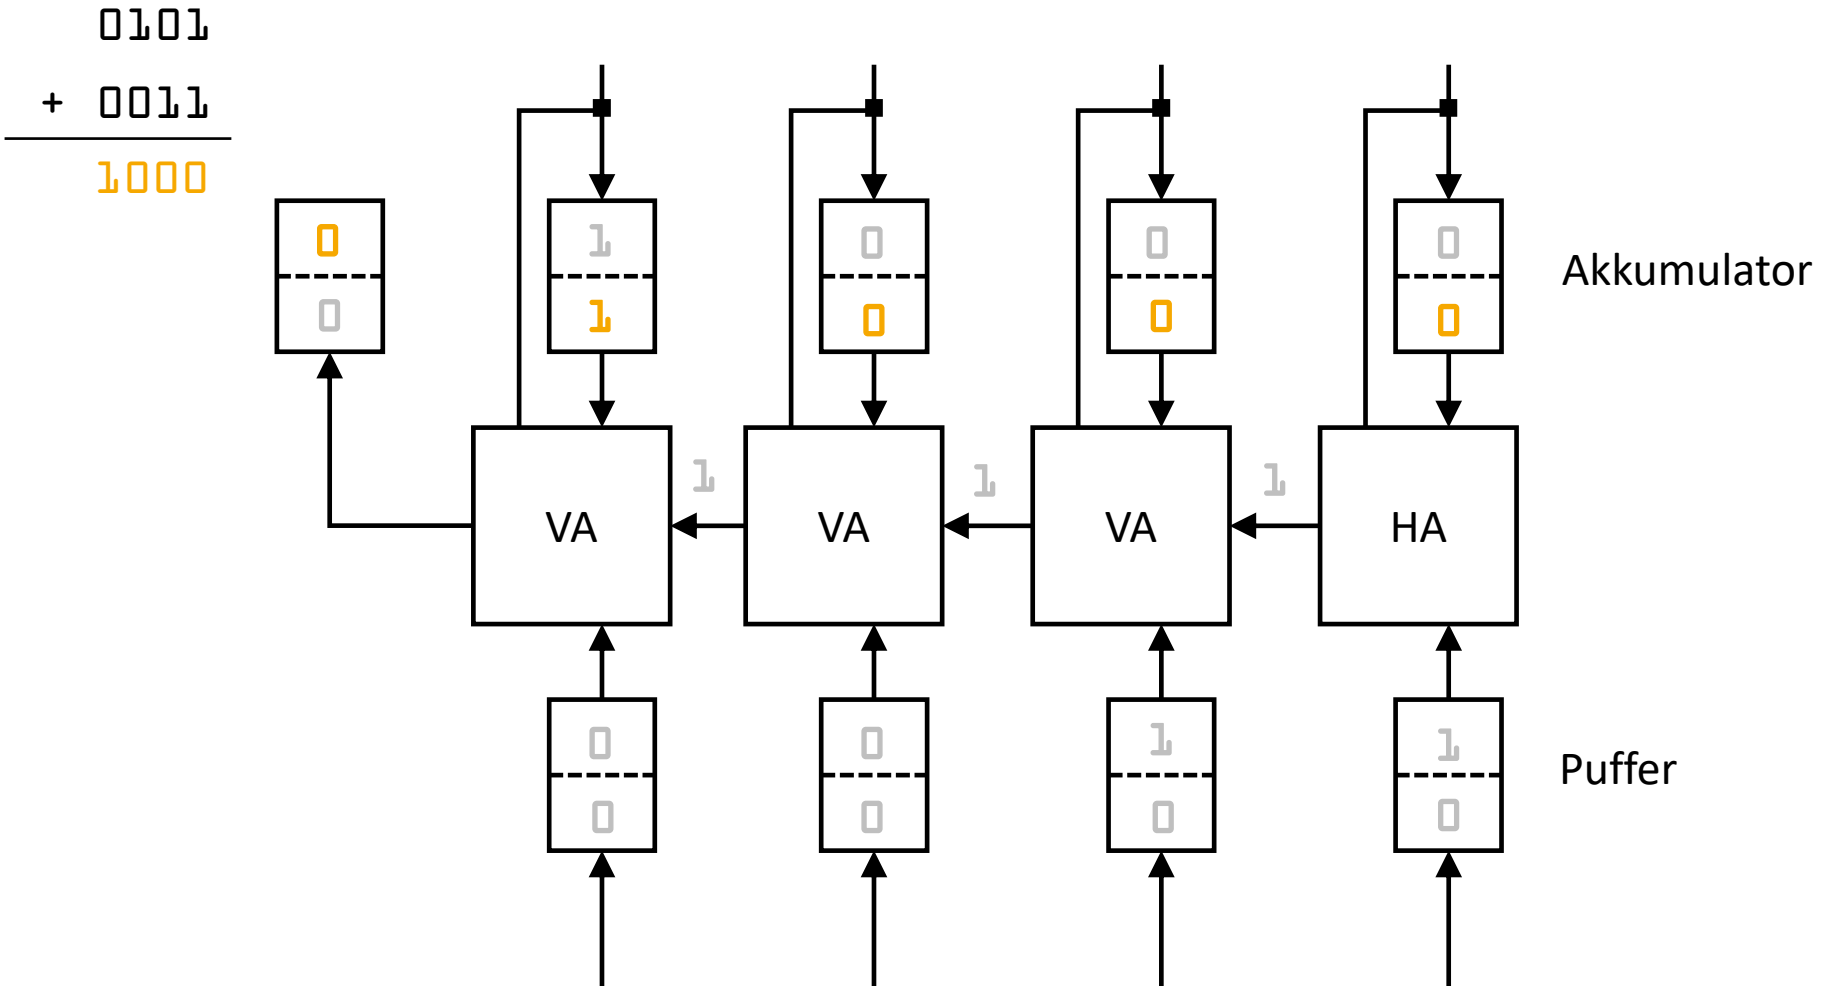 0101
+ 0011
1000
0 1 0 0 0
Akkumulator
0 1 0 0 0
1 1 1
VA VA VA HA
0 0 1 1
Puffer
0 0 0 0